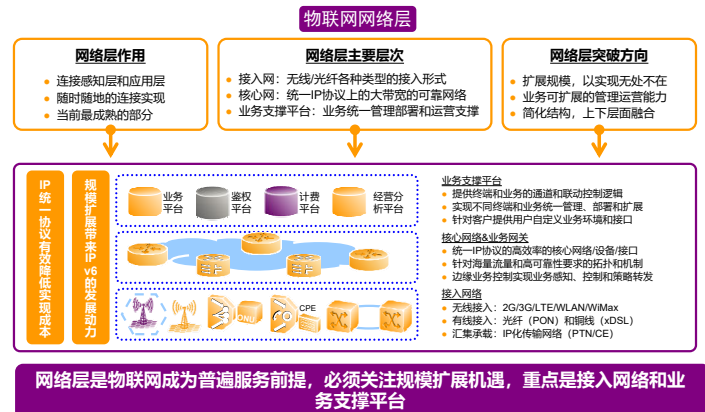 物联网网络层
网络层作用
• 连接感知层和应用层
• 随时随地的连接实现
• 当前最成熟的部分
网络层主要层次
• 接入网：无线/光纤各种类型的接入形式
• 核心网：统一IP协议上的大带宽的可靠网络
• 业务支撑平台：业务统一管理部署和运营支撑
网络层突破方向
• 扩展规模，以实现无处不在
• 业务可扩展的管理运营能力
• 简化结构，上下层面融合
IP统一协议有效降低实现成本
规模扩展带来IPv6的发展动力
业务
平台
鉴权
平台
计费
平台
经营分
析平台
ONU
CPE
业务支撑平台
• 提供终端和业务的通道和联动控制逻辑
• 实现不同终端和业务统一管理、部署和扩展
• 针对客户提供用户自定义业务环境和接口
核心网络&业务网关
• 统一IP协议的高效率的核心网络/设备/接口
• 针对海量流量和高可靠性要求的拓扑和机制
• 边缘业务控制实现业务感知、控制和策略转发
接入网络
• 无线接入：2G/3G/LTE/WLAN/WiMax
• 有线接入：光纤（PON）和铜线（xDSL）
• 汇集承载：IP化传输网络（PTN/CE）
网络层是物联网成为普遍服务前提，必须关注规模扩展机遇，重点是接入网络和业
务支撑平台